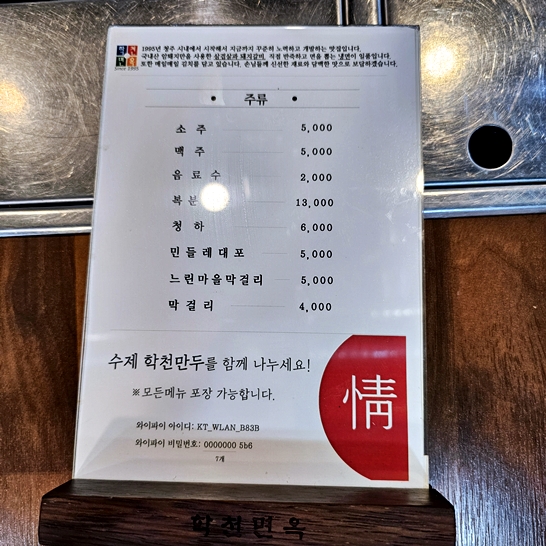 1995년 청주 시내에서 시작해서 지금까지 꾸준히 노력하고 개발하는 맛집입니다.
국내산 암돼지만을 사용한 삼겹살과 돼지갈비, 직접 반죽하고 면을 뽑는 냉면이 일품입니다.
또한 매일매일 김치를 담고 있습니다. 손님들께 신선한 재료와 담백한 맛으로 보답하겠습니다.
Since 1995
• 주류 •
소 주 5,000
맥 주 5,000
음 료 수 2,000
복 분 13,000
청 하 6,000
민들레대포 5,000
느린마을막걸리 5,000
막 걸 리 4,000
수제 학천만두를 함께 나누세요!
※모든메뉴 포장 가능합니다.
情
와이파이 아이디: KT_WLAN_B83B
와이파이 비밀번호: 0000000 5b6
7개
학천면옥